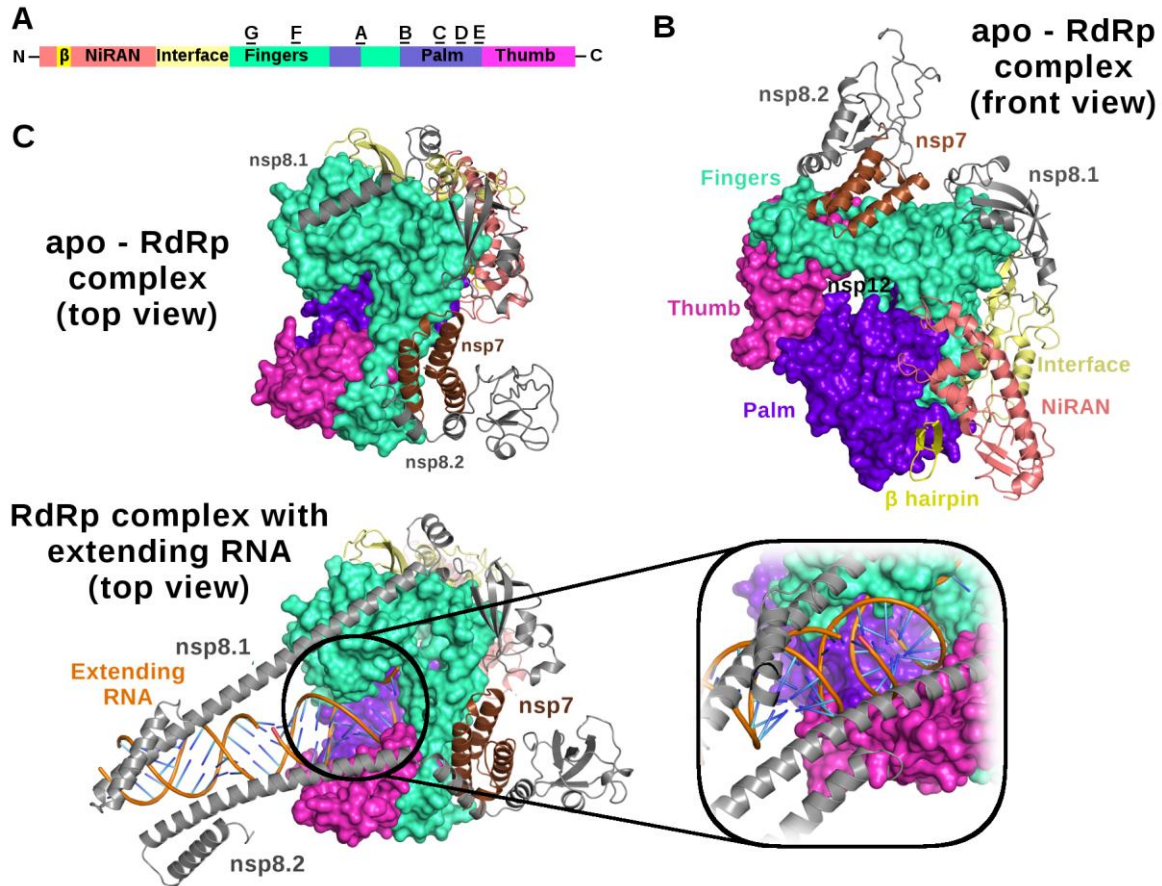 A
G F A B C D E
N β NiRAN Interface Fingers Palm Thumb C
B
apo - RdRp
complex
(front view)
nsp8.2
nsp7
Fingers
nsp8.1
nsp12
Thumb
Interface
Palm
NiRAN
β hairpin
C
nsp8.1
apo - RdRp
complex
(top view)
nsp7
nsp8.2
RdRp complex with
extending RNA
(top view)
nsp8.1
Extending
RNA
nsp7
nsp8.2